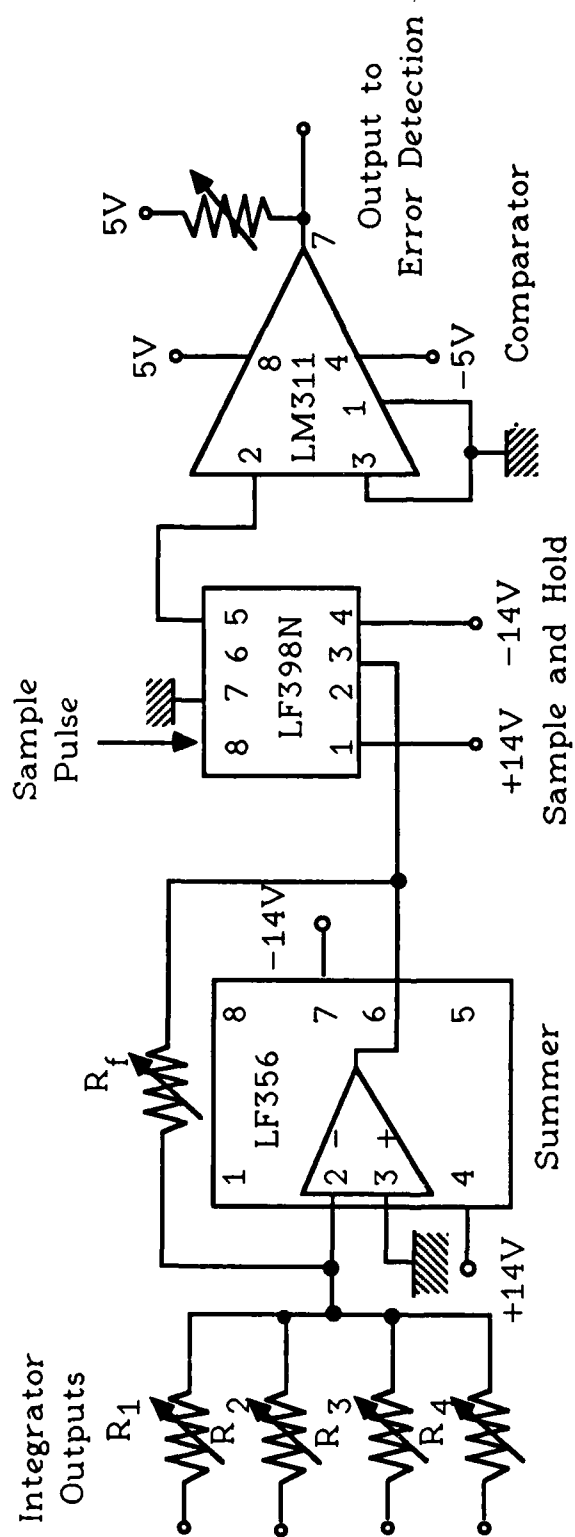 Integrator
Outputs
R1
R2
R3
R4
Rf
LF356
1
8
2
-
7
-14V
3
+
6
4
5
+14V
Summer
Sample
Pulse
8 7 6 5
LF398N
1 2 3 4
+14V
-14V
Sample and Hold
5V
5V
2
8
LM311
7
3
1
4
-5V
Output to
Error Detection
Comparator